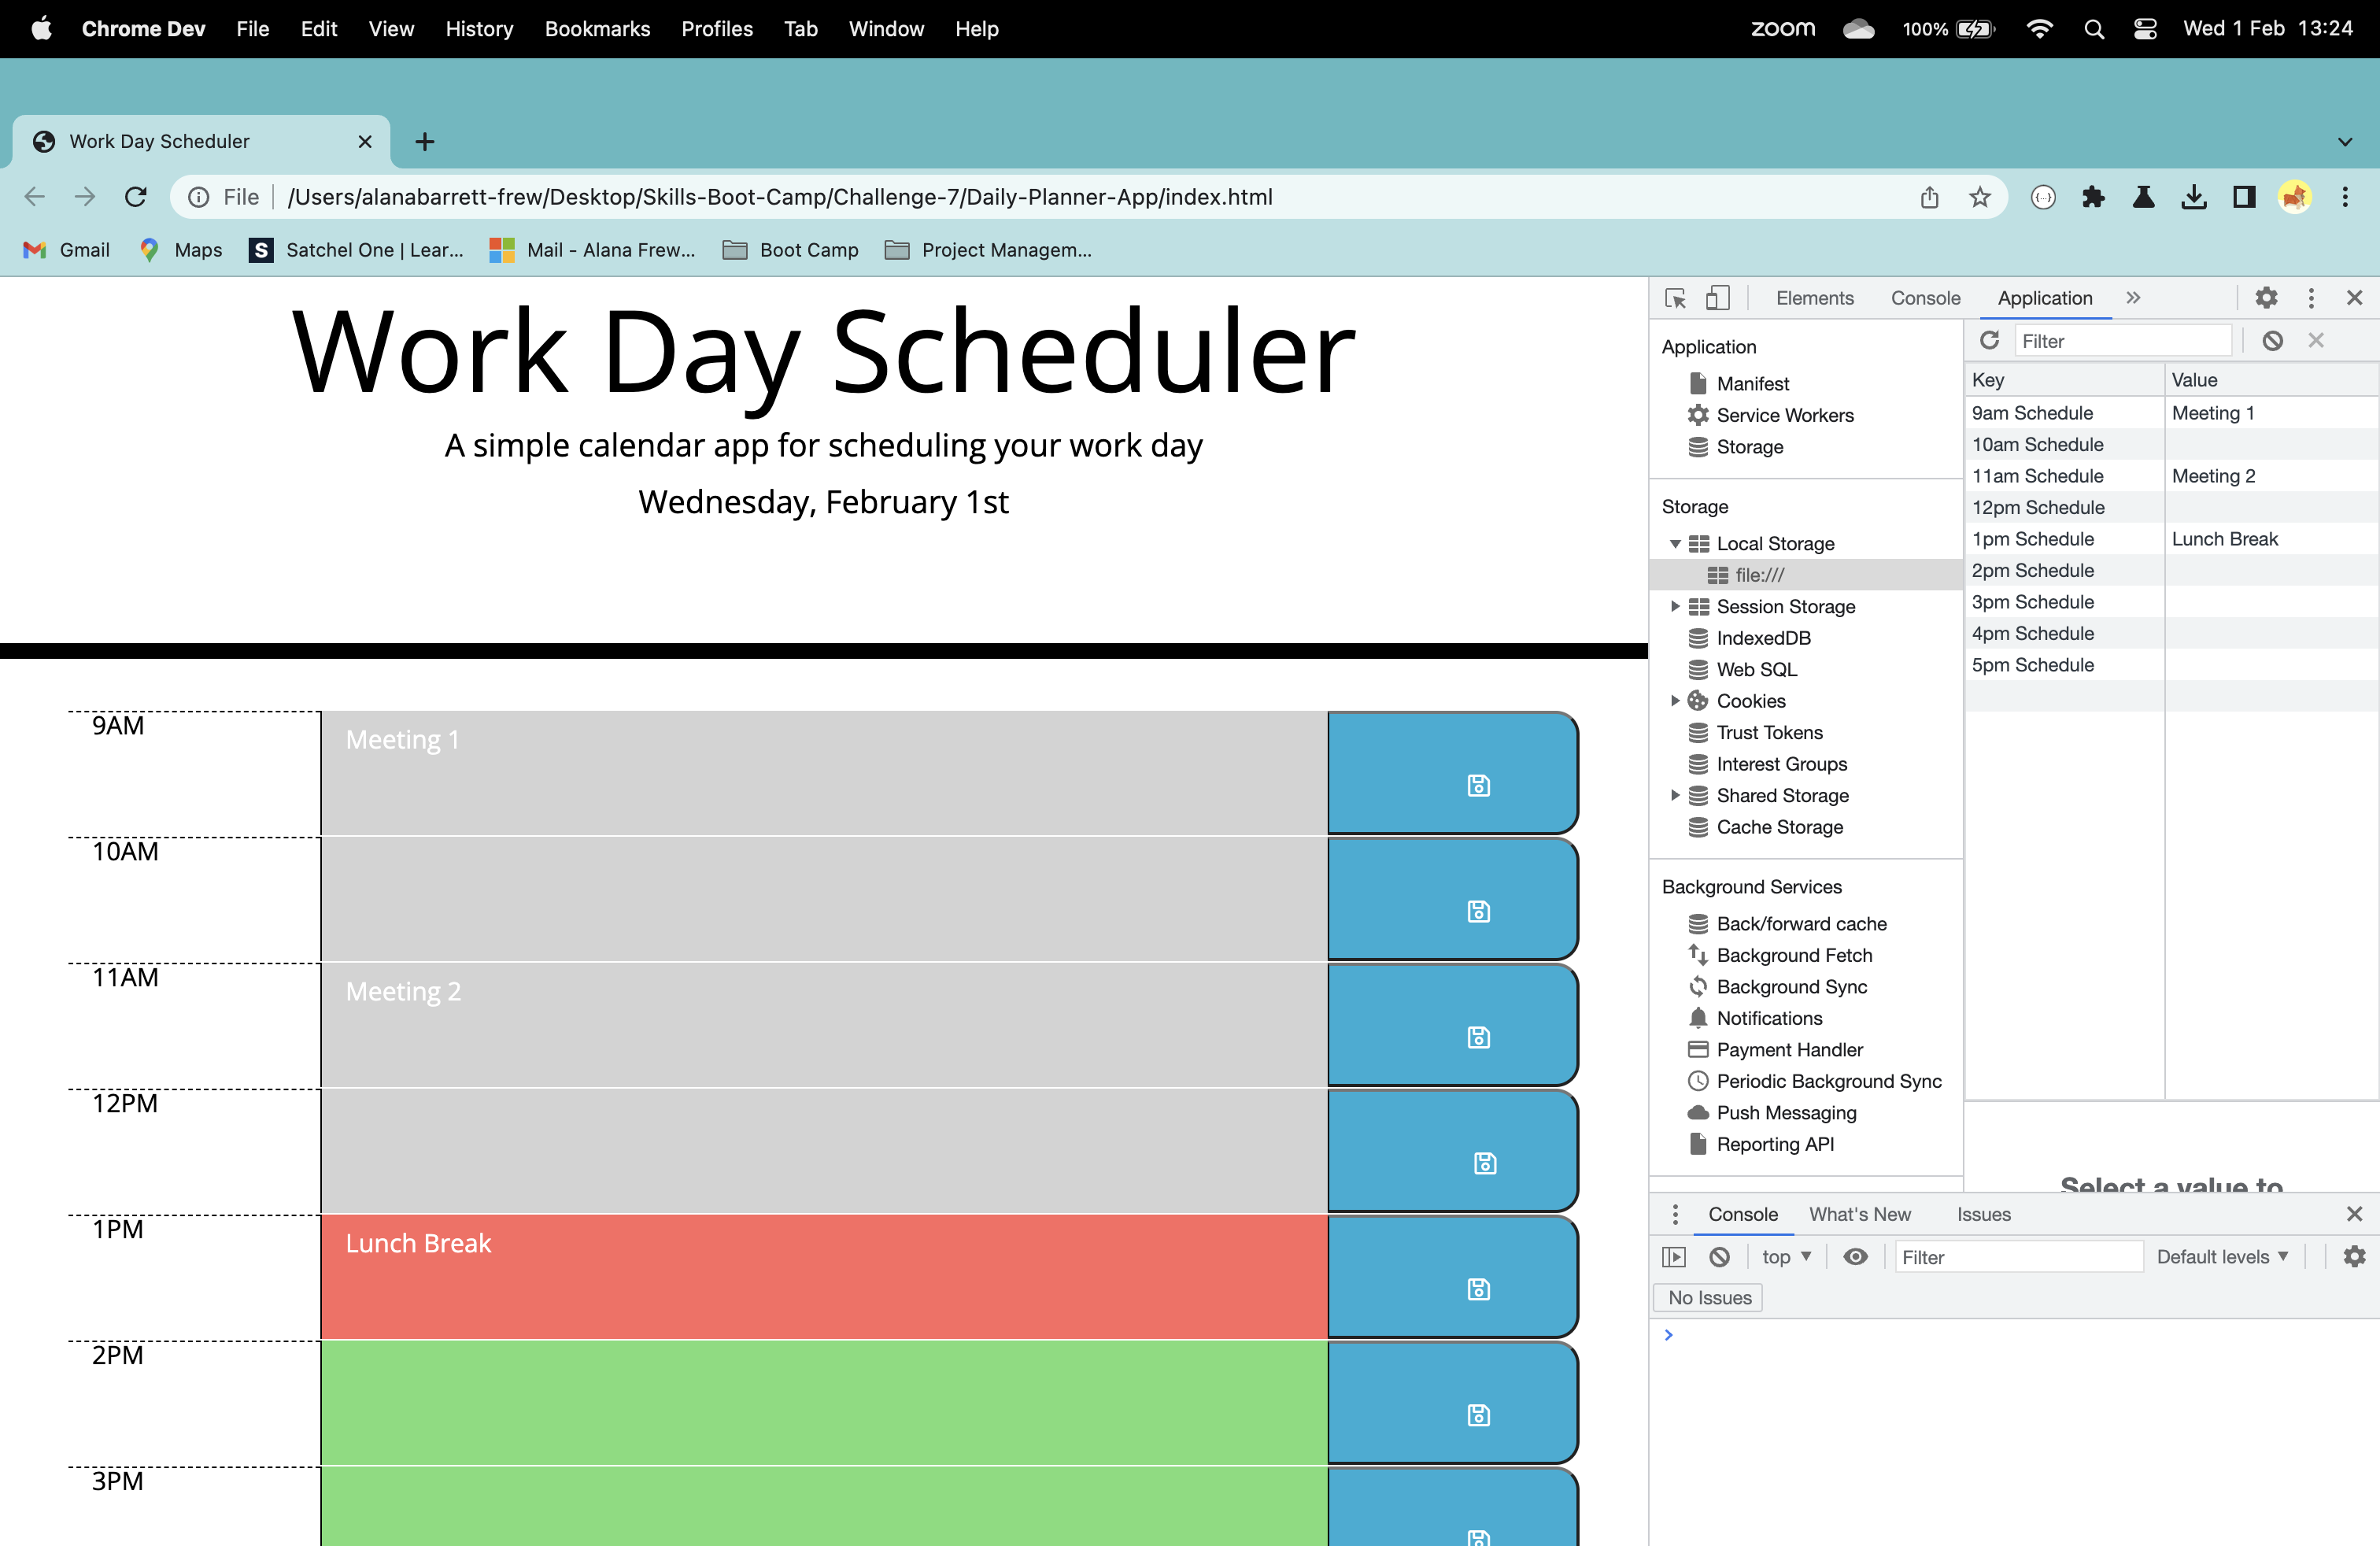 Chrome Dev File Edit View History Bookmarks Profiles Tab Window Help zoom 100% Wed 1 Feb 13:24
Work Day Scheduler
File /Users/alanabarrett-frew/Desktop/Skills-Boot-Camp/Challenge-7/Daily-Planner-App/index.html
Gmail Maps S Satchel One | Lear... Mail - Alana Frew... Boot Camp Project Managem...
Work Day Scheduler
A simple calendar app for scheduling your work day
Wednesday, February 1st
9AM Meeting 1
10AM
11AM Meeting 2
12PM
1PM Lunch Break
2PM
3PM
Elements Console Application
Application
Manifest
Service Workers
Storage
Storage
Local Storage
file:///
Session Storage
IndexedDB
Web SQL
Cookies
Trust Tokens
Interest Groups
Shared Storage
Cache Storage
Background Services
Back/forward cache
Background Fetch
Background Sync
Notifications
Payment Handler
Periodic Background Sync
Push Messaging
Reporting API
Filter
Key Value
9am Schedule Meeting 1
10am Schedule
11am Schedule Meeting 2
12pm Schedule
1pm Schedule Lunch Break
2pm Schedule
3pm Schedule
4pm Schedule
5pm Schedule
Select a value to
Console What's New Issues
top Filter Default levels
No Issues